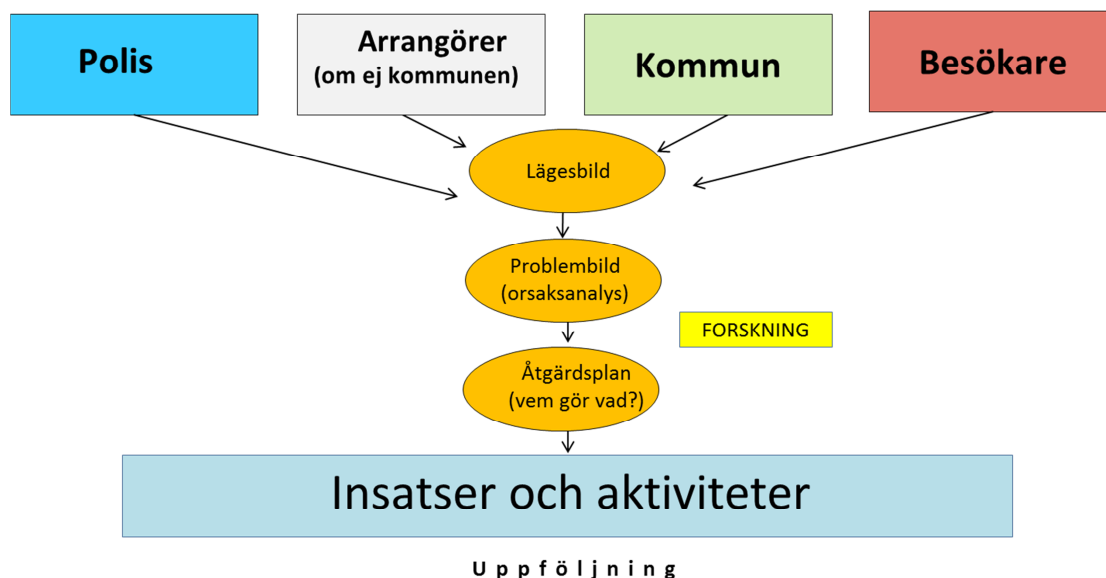 Polis
Arrangörer
(om ej kommunen)
Kommun
Besökare
Lägesbild
Problembild
(orsaksanalys)
FORSKNING
Åtgärdsplan
(vem gör vad?)
Insatser och aktiviteter
Uppföljning